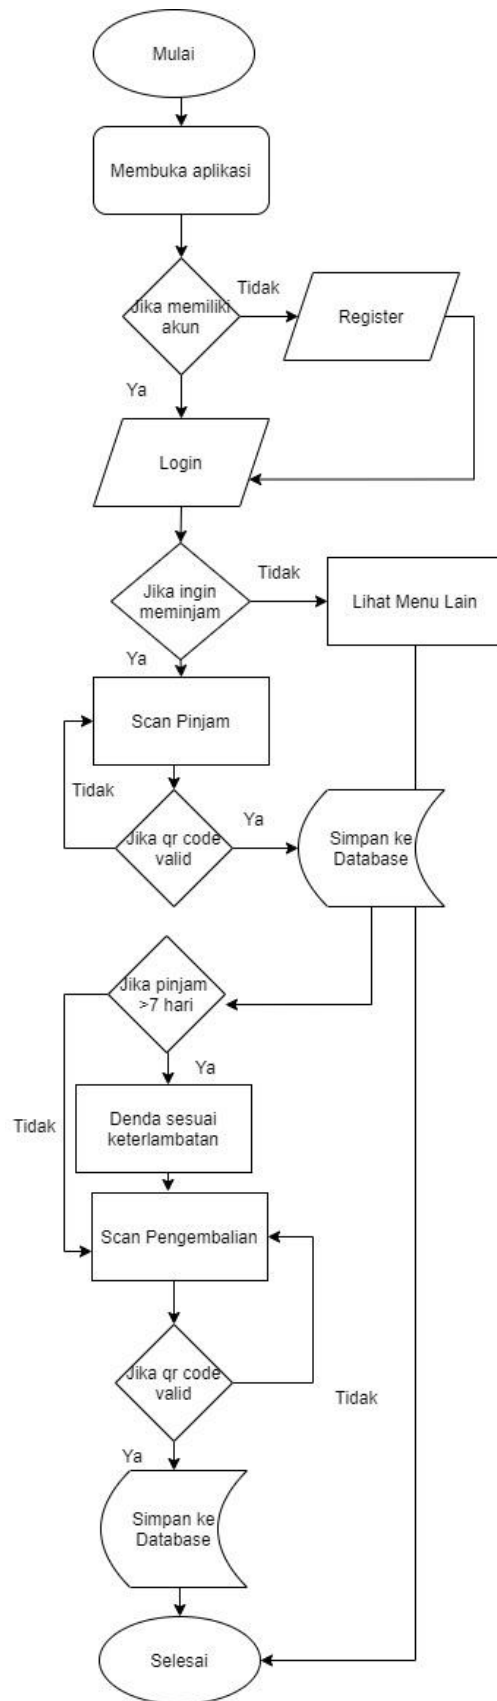 Mulai
Membuka aplikasi
Jika memiliki
akun
Tidak
Register
Ya
Login
Jika ingin
meminjam
Tidak
Lihat Menu Lain
Ya
Scan Pinjam
Tidak
Jika qr code
valid
Ya
Simpan ke
Database
Jika pinjam
>7 hari
Ya
Tidak
Denda sesuai
keterlambatan
Scan Pengembalian
Jika qr code
valid
Tidak
Ya
Simpan ke
Database
Selesai